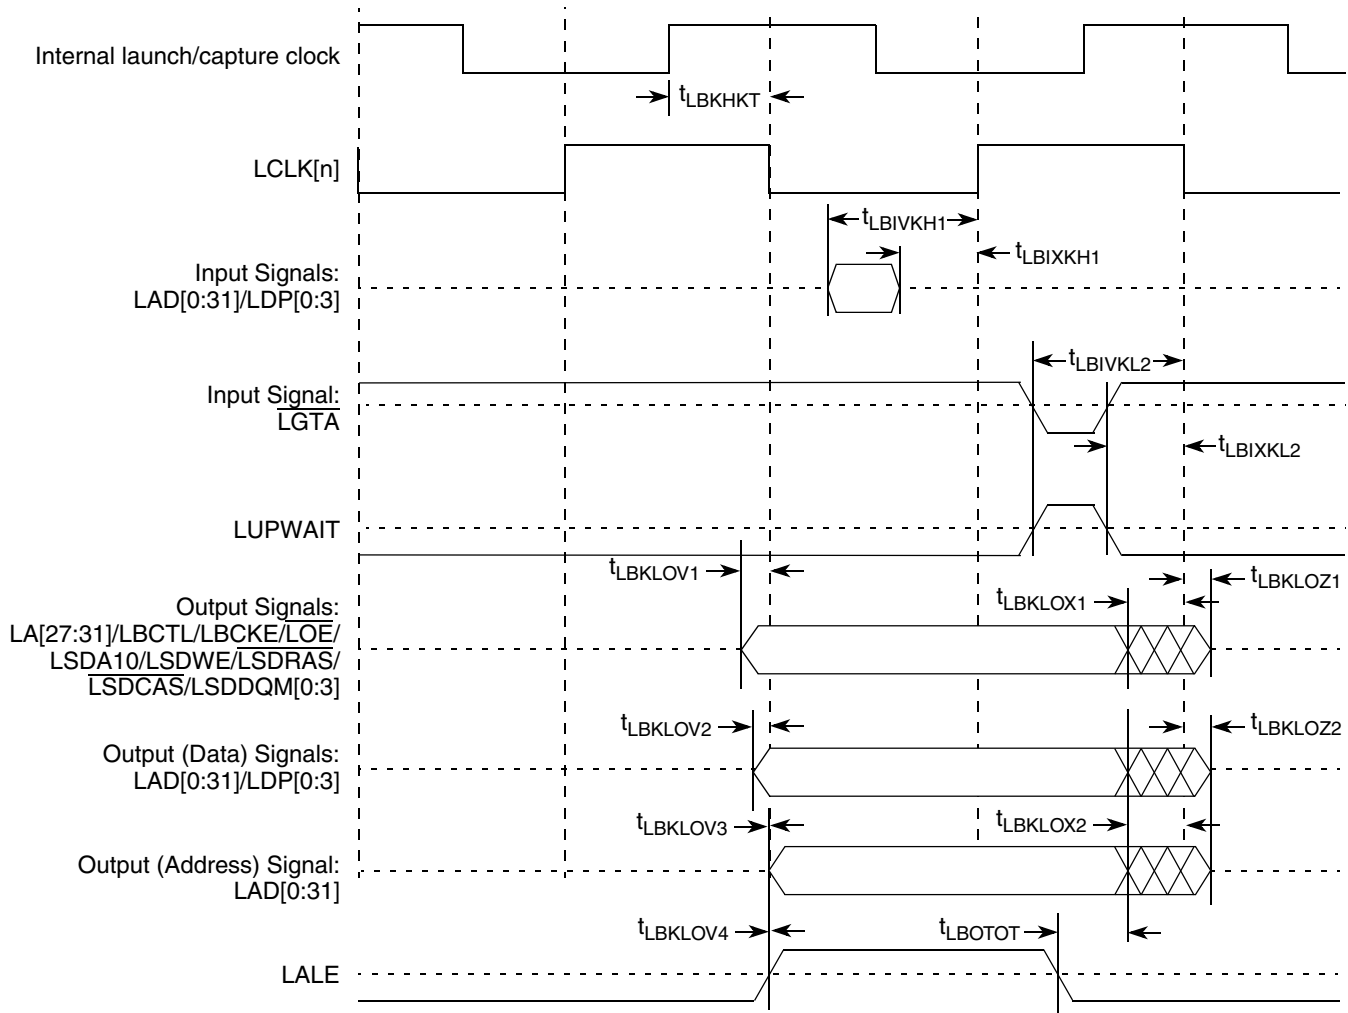 Internal launch/capture clock
tLBKHKT
LCLK[n]
tLBIVKH1
tLBIXKH1
Input Signals:
LAD[0:31]/LDP[0:3]
tLBIVKL2
Input Signal:
LGTA
tLBIXKL2
LUPWAIT
tLBKLOV1
tLBKLOZ1
tLBKLOX1
Output Signals:
LA[27:31]/LBCTL/LBCKE/LOE/
LSDA10/LSDWE/LSDRAS/
LSDCAS/LSDDQM[0:3]
tLBKLOV2
tLBKLOZ2
Output (Data) Signals:
LAD[0:31]/LDP[0:3]
tLBKLOV3
tLBKLOX2
Output (Address) Signal:
LAD[0:31]
tLBKLOV4
tLBOTOT
LALE